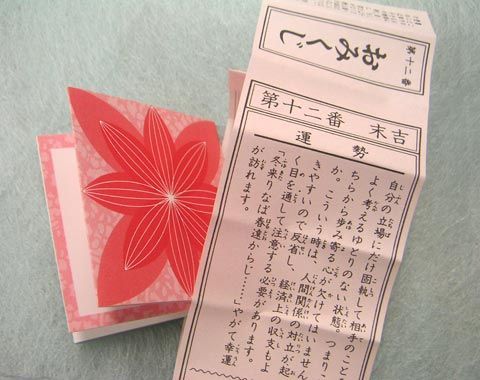 第十二番
おみくじ
第十二番 末吉
運勢
自分の立場にだけ固執して相手のこと
よく考えるゆとりのない状態。つまりこ
ちらから歩み寄る心が欠けてはいません
か。こういう時は、人間関係の対立が起
きやすいので反省し、経済上の収支もよ
く目を通して注意する必要があります。
「冬来りなば春遠からじ……」やがて幸運
が訪れます。